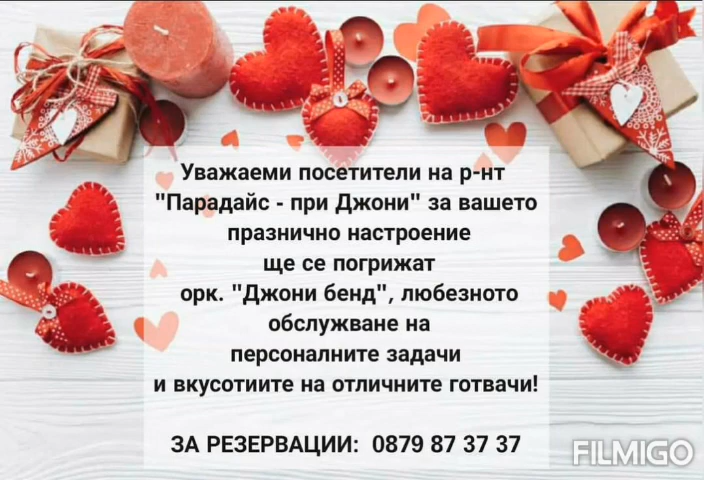 Уважаеми посетители на р-нт
"Парадайс - при Джони" за вашето
празнично настроение
ще се погрижат
орк. "Джони бенд", любезното
обслужване на
персоналните задачи
и вкусотиите на отличните готвачи!
ЗА РЕЗЕРВАЦИИ: 0879 87 37 37
FILMIGO